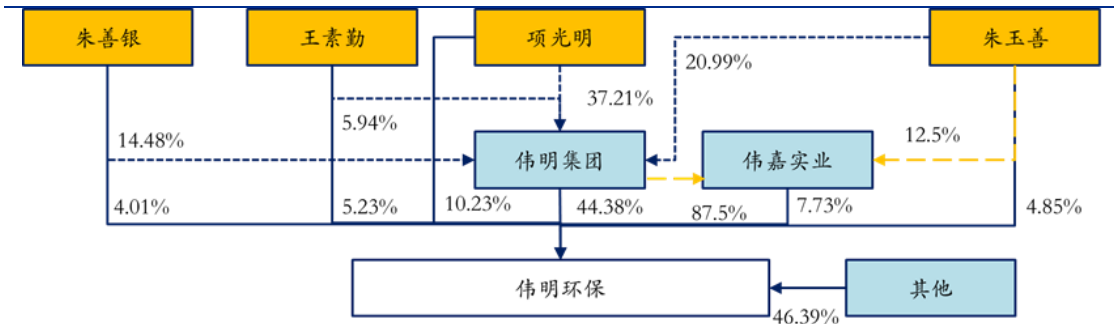 朱善银
王素勤
项光明
朱玉善
20.99%
37.21%
5.94%
14.48%
12.5%
伟明集团
伟嘉实业
4.01%
5.23%
10.23%
44.38%
87.5%
7.73%
4.85%
伟明环保
其他
46.39%